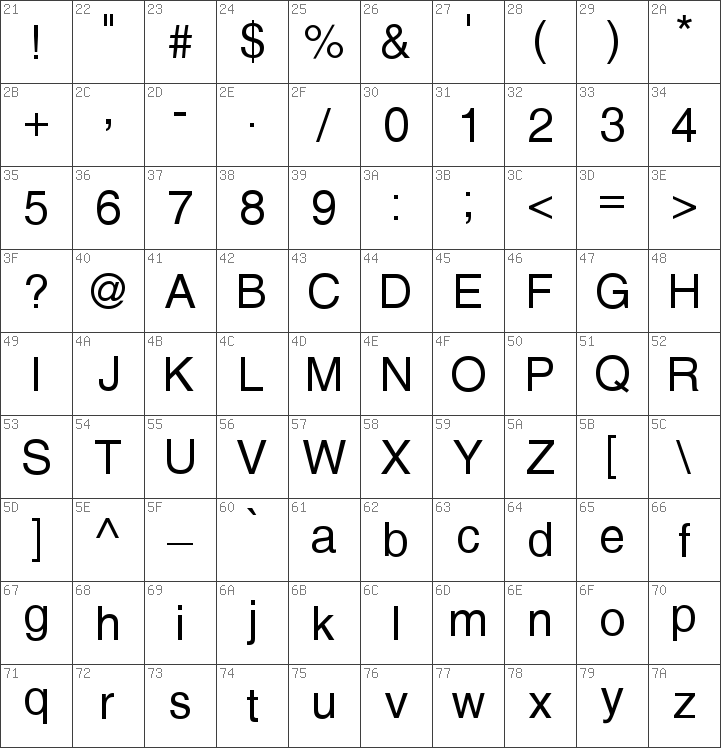 21 22 23 24 25 26 27 28 29 2A
! " # $ % & ' ( ) *
2B 2C 2D 2E 2F 30 31 32 33 34
+ , - . / 0 1 2 3 4
35 36 37 38 39 3A 3B 3C 3D 3E
5 6 7 8 9 : ; < = >
3F 40 41 42 43 44 45 46 47 48
? @ A B C D E F G H
49 4A 4B 4C 4D 4E 4F 50 51 52
I J K L M N O P Q R
53 54 55 56 57 58 59 5A 5B 5C
S T U V W X Y Z [ \
5D 5E 5F 60 61 62 63 64 65 66
] ^ _ ` a b c d e f
67 68 69 6A 6B 6C 6D 6E 6F 70
g h i j k l m n o p
71 72 73 74 75 76 77 78 79 7A
q r s t u v w x y z